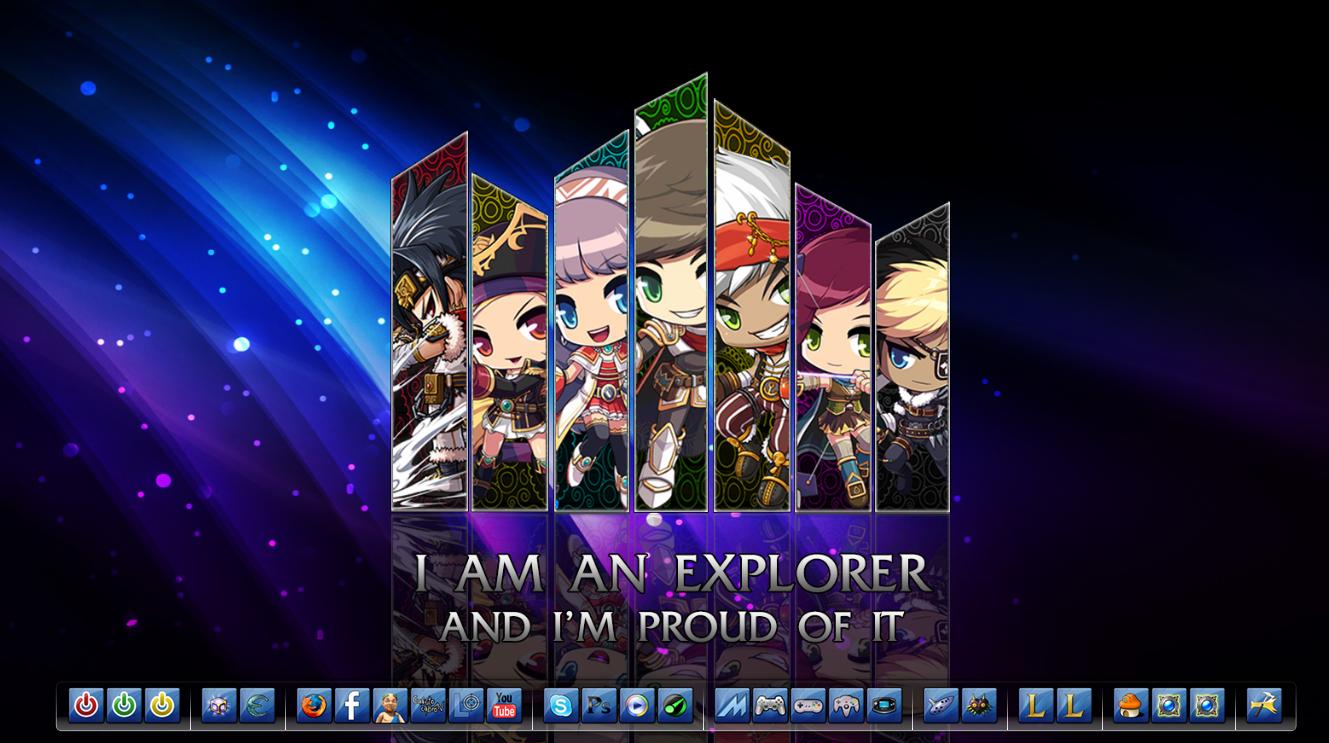 I AM AN EXPLORER
AND I'M PROUD OF IT
f
You
Tube
S
Ps
L L